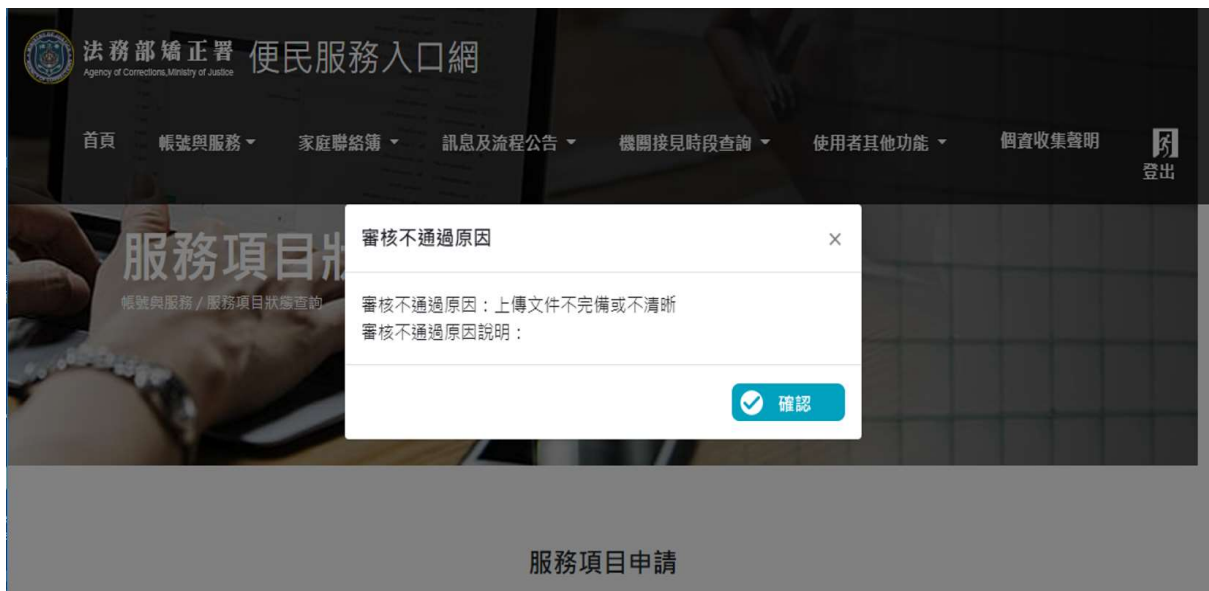 法務部矯正署 便民服務入口網
Agency of Corrections,Ministry of Justice
首頁 帳號與服務 家庭聯絡簿 訊息及流程公告 機關接見時段查詢 使用者其他功能 個資收集聲明
登出
服務項目狀
帳號與服務 / 服務項目狀態查詢
審核不通過原因 ×
審核不通過原因：上傳文件不完備或不清晰
審核不通過原因說明：
確認
服務項目申請